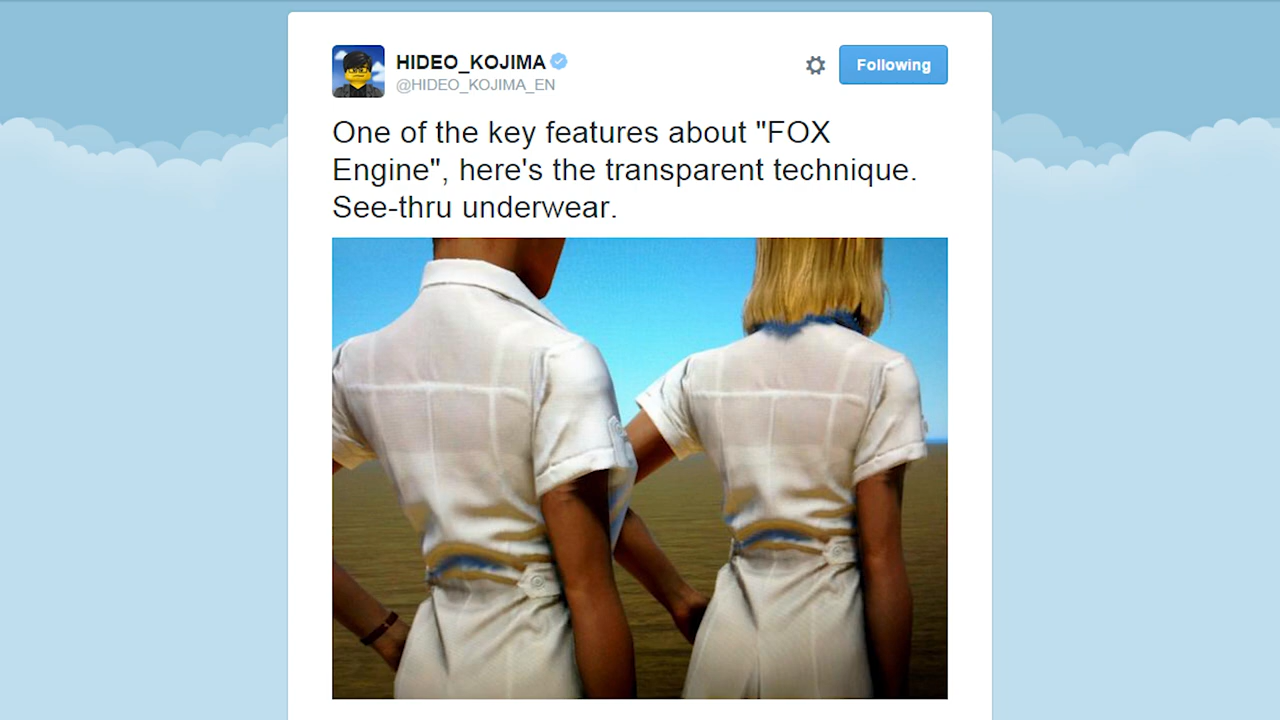 HIDEO_KOJIMA
@HIDEO_KOJIMA_EN
Following
One of the key features about "FOX
Engine", here's the transparent technique.
See-thru underwear.